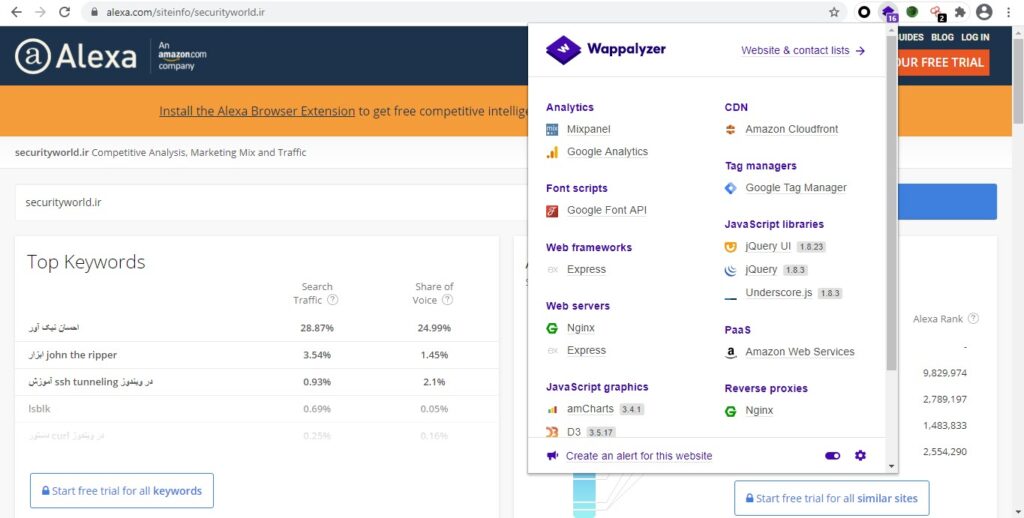 alexa.com/siteinfo/securityworld.ir
16
2
Alexa
An
amazon.com
company
GUIDES BLOG LOG IN
OUR FREE TRIAL
Install the Alexa Browser Extension to get free competitive intellige
securityworld.ir Competitive Analysis, Marketing Mix and Traffic
securityworld.ir
Top Keywords
Search
Traffic ?
Share of
Voice ?
احسان نیک آور 28.87% 24.99%
ابزار john the ripper 3.54% 1.45%
آموزش ssh tunneling در ویندوز 0.93% 2.1%
lsblk 0.69% 0.05%
دستور curl در ویندوز 0.25% 0.16%
Start free trial for all keywords
Wappalyzer
Website & contact lists →
Analytics
Mixpanel
Google Analytics
Font scripts
Google Font API
Web frameworks
Express
Web servers
Nginx
Express
JavaScript graphics
amCharts 3.4.1
D3 3.5.17
CDN
Amazon Cloudfront
Tag managers
Google Tag Manager
JavaScript libraries
jQuery UI 1.8.23
jQuery 1.8.3
Underscore.js 1.8.3
PaaS
Amazon Web Services
Reverse proxies
Nginx
Create an alert for this website
Alexa Rank ?
-
9,829,974
2,789,197
1,483,833
2,554,290
Start free trial for all similar sites